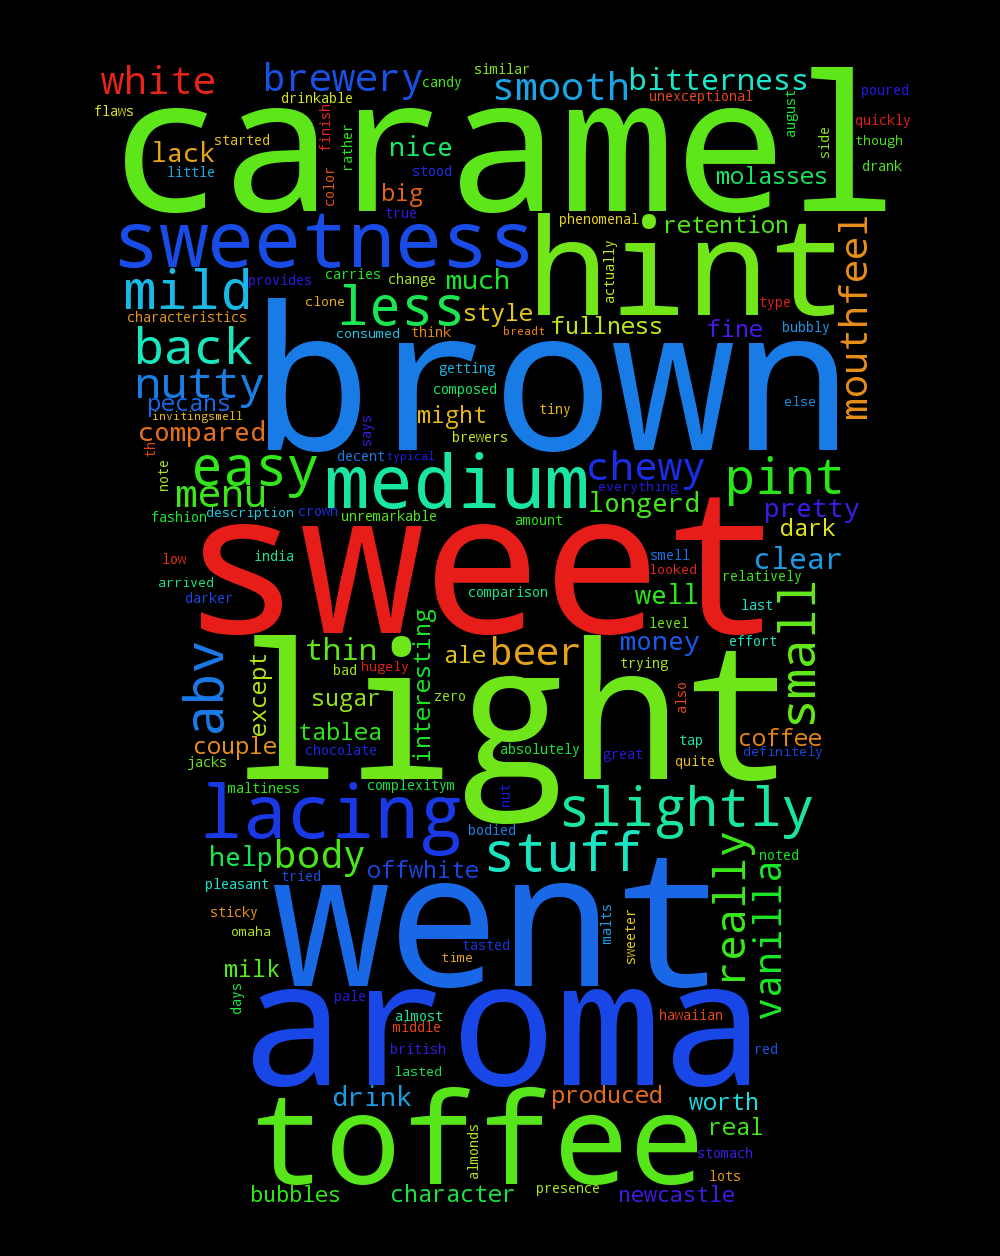 similar
white
brewery
candy
smooth
bitterness
caramel
drinkable
unexceptional
poured
flaws
finish
august
quickly
started
rather
nice
side
though
lack
little
stood
molasses
drank
color
big
true
sweetness
hint
phenomenal
retention
mouthfeel
mild
provides
carries
change
much
actually
characteristics
clone
less
style
type
consumed
think
breadt
fullness
fine
bubbly
back
brown
nutty
getting
composed
pecans
invitingsmell
might
tiny
else
compared
says
brewers
th
decent
typical
easy
medium
chewy
pint
note
menu
everything
longerd
pretty
fashion
description
crown
unremarkable
amount
dark
sweet
low
india
smell
clear
arrived
looked
relatively
darker
comparison
well
small
last
level
light
abv
thin
interesting
ale
beer
money
effort
except
bad
hugely
trying
sugar
zero
also
couple
tablea
chocolate
absolutely
great
tap
coffee
jacks
quite
definitely
maltiness
complexitym
nut
lacing
slightly
bodied
help
body
offwhite
stuff
really
vanilla
noted
pleasant
tried
went
sticky
malts
sweeter
omaha
tasted
milk
time
days
pale
aroma
almost
middle
hawaiian
british
red
lasted
drink
produced
worth
toffee
almonds
real
stomach
lots
bubbles
character
presence
newcastle